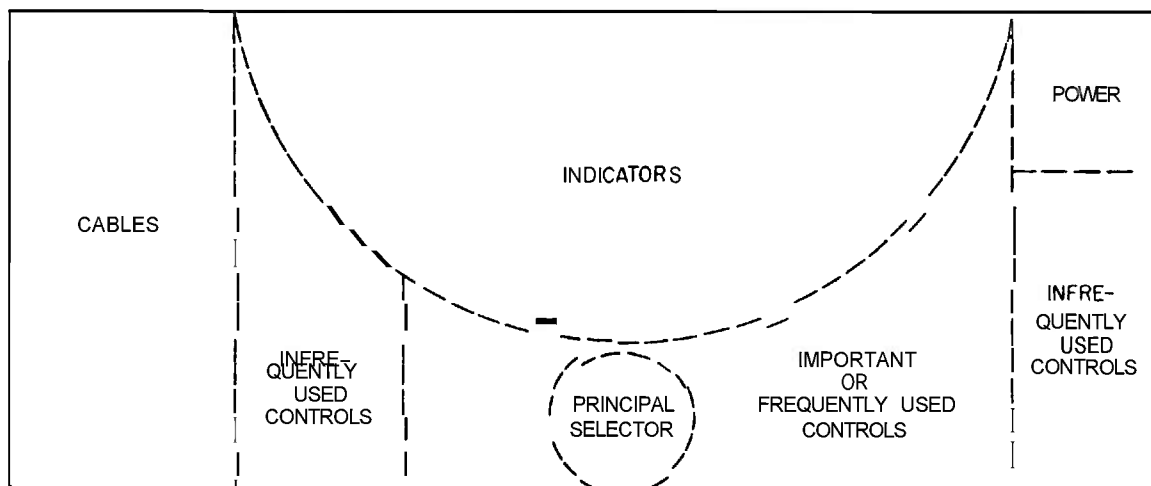 POWER
INDICATORS
CABLES
INFRE-
QUENTLY
USED
CONTROLS
PRINCIPAL
SELECTOR
IMPORTANT
OR
FREQUENTLY USED
CONTROLS
INFRE-
QUENTLY
USED
CONTROLS